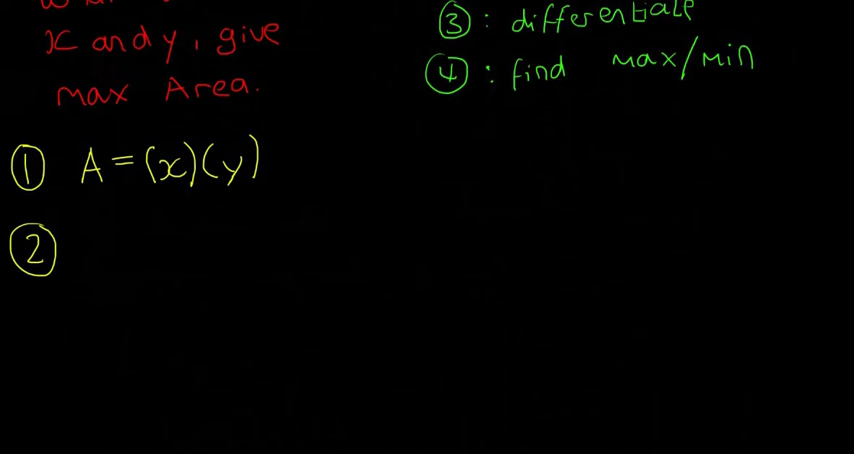 x and y, give
max Area.
③ : differentiate
④ : find max/min
① A = (x)(y)
②